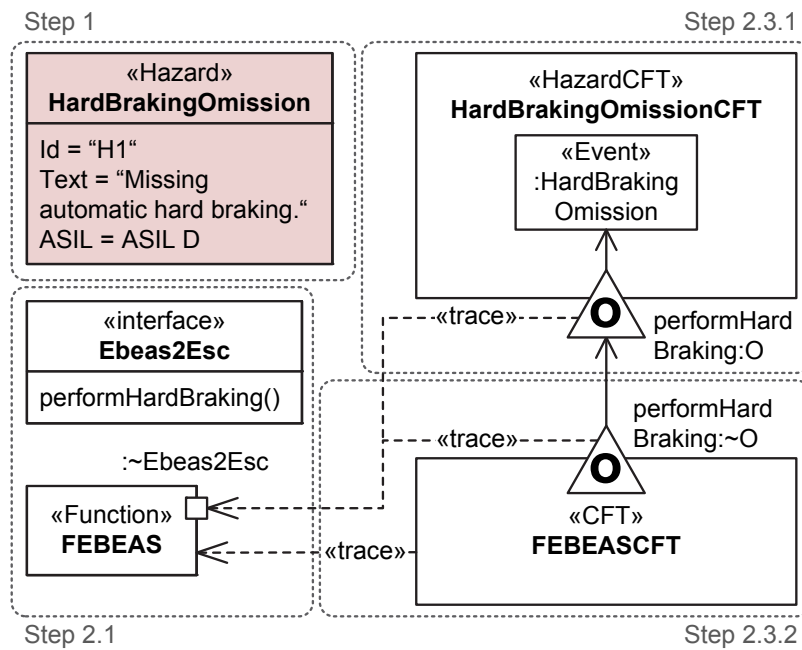 Step 1
Step 2.3.1
«Hazard»
HardBrakingOmission
Id = “H1“
Text = “Missing
automatic hard braking.“
ASIL = ASIL D
«HazardCFT»
HardBrakingOmissionCFT
«Event»
:HardBraking
Omission
O
performHard
Braking:O
«trace»
«interface»
Ebeas2Esc
performHardBraking()
:~Ebeas2Esc
«Function»
FEBEAS
performHard
Braking:~O
«trace»
O
«CFT»
FEBEASCFT
«trace»
Step 2.1
Step 2.3.2